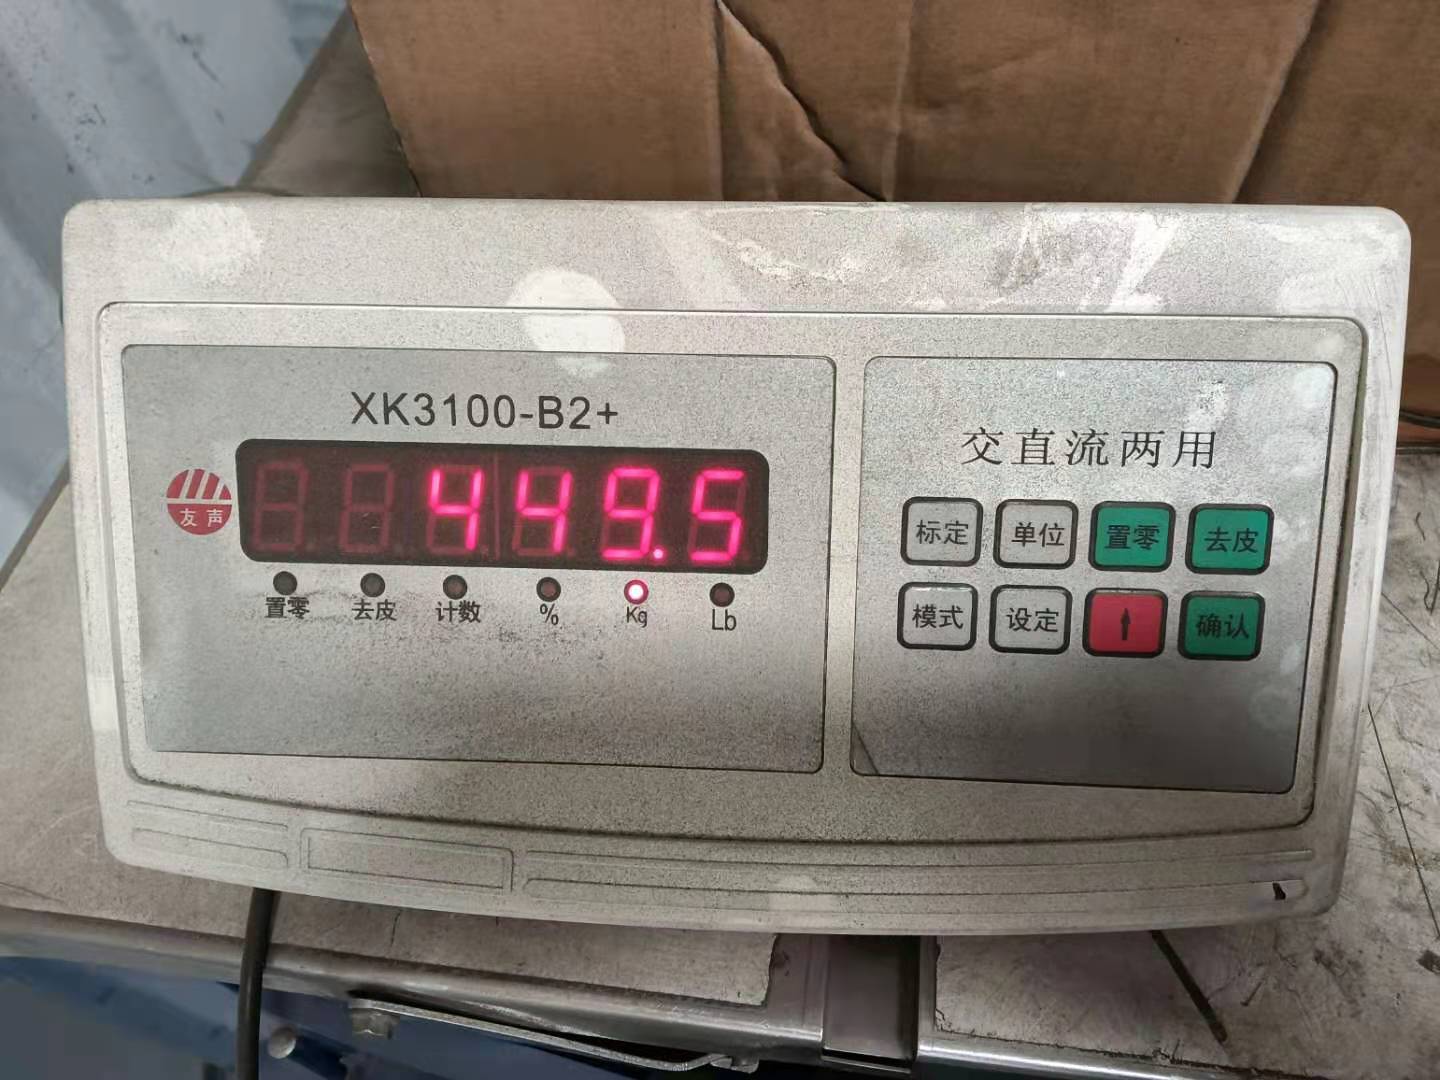 XK3100-B2+
友声
449.5
置零 去皮 计数 % Kg Lb
交直流两用
标定 单位 置零 去皮
模式 设定 ↑ 确认